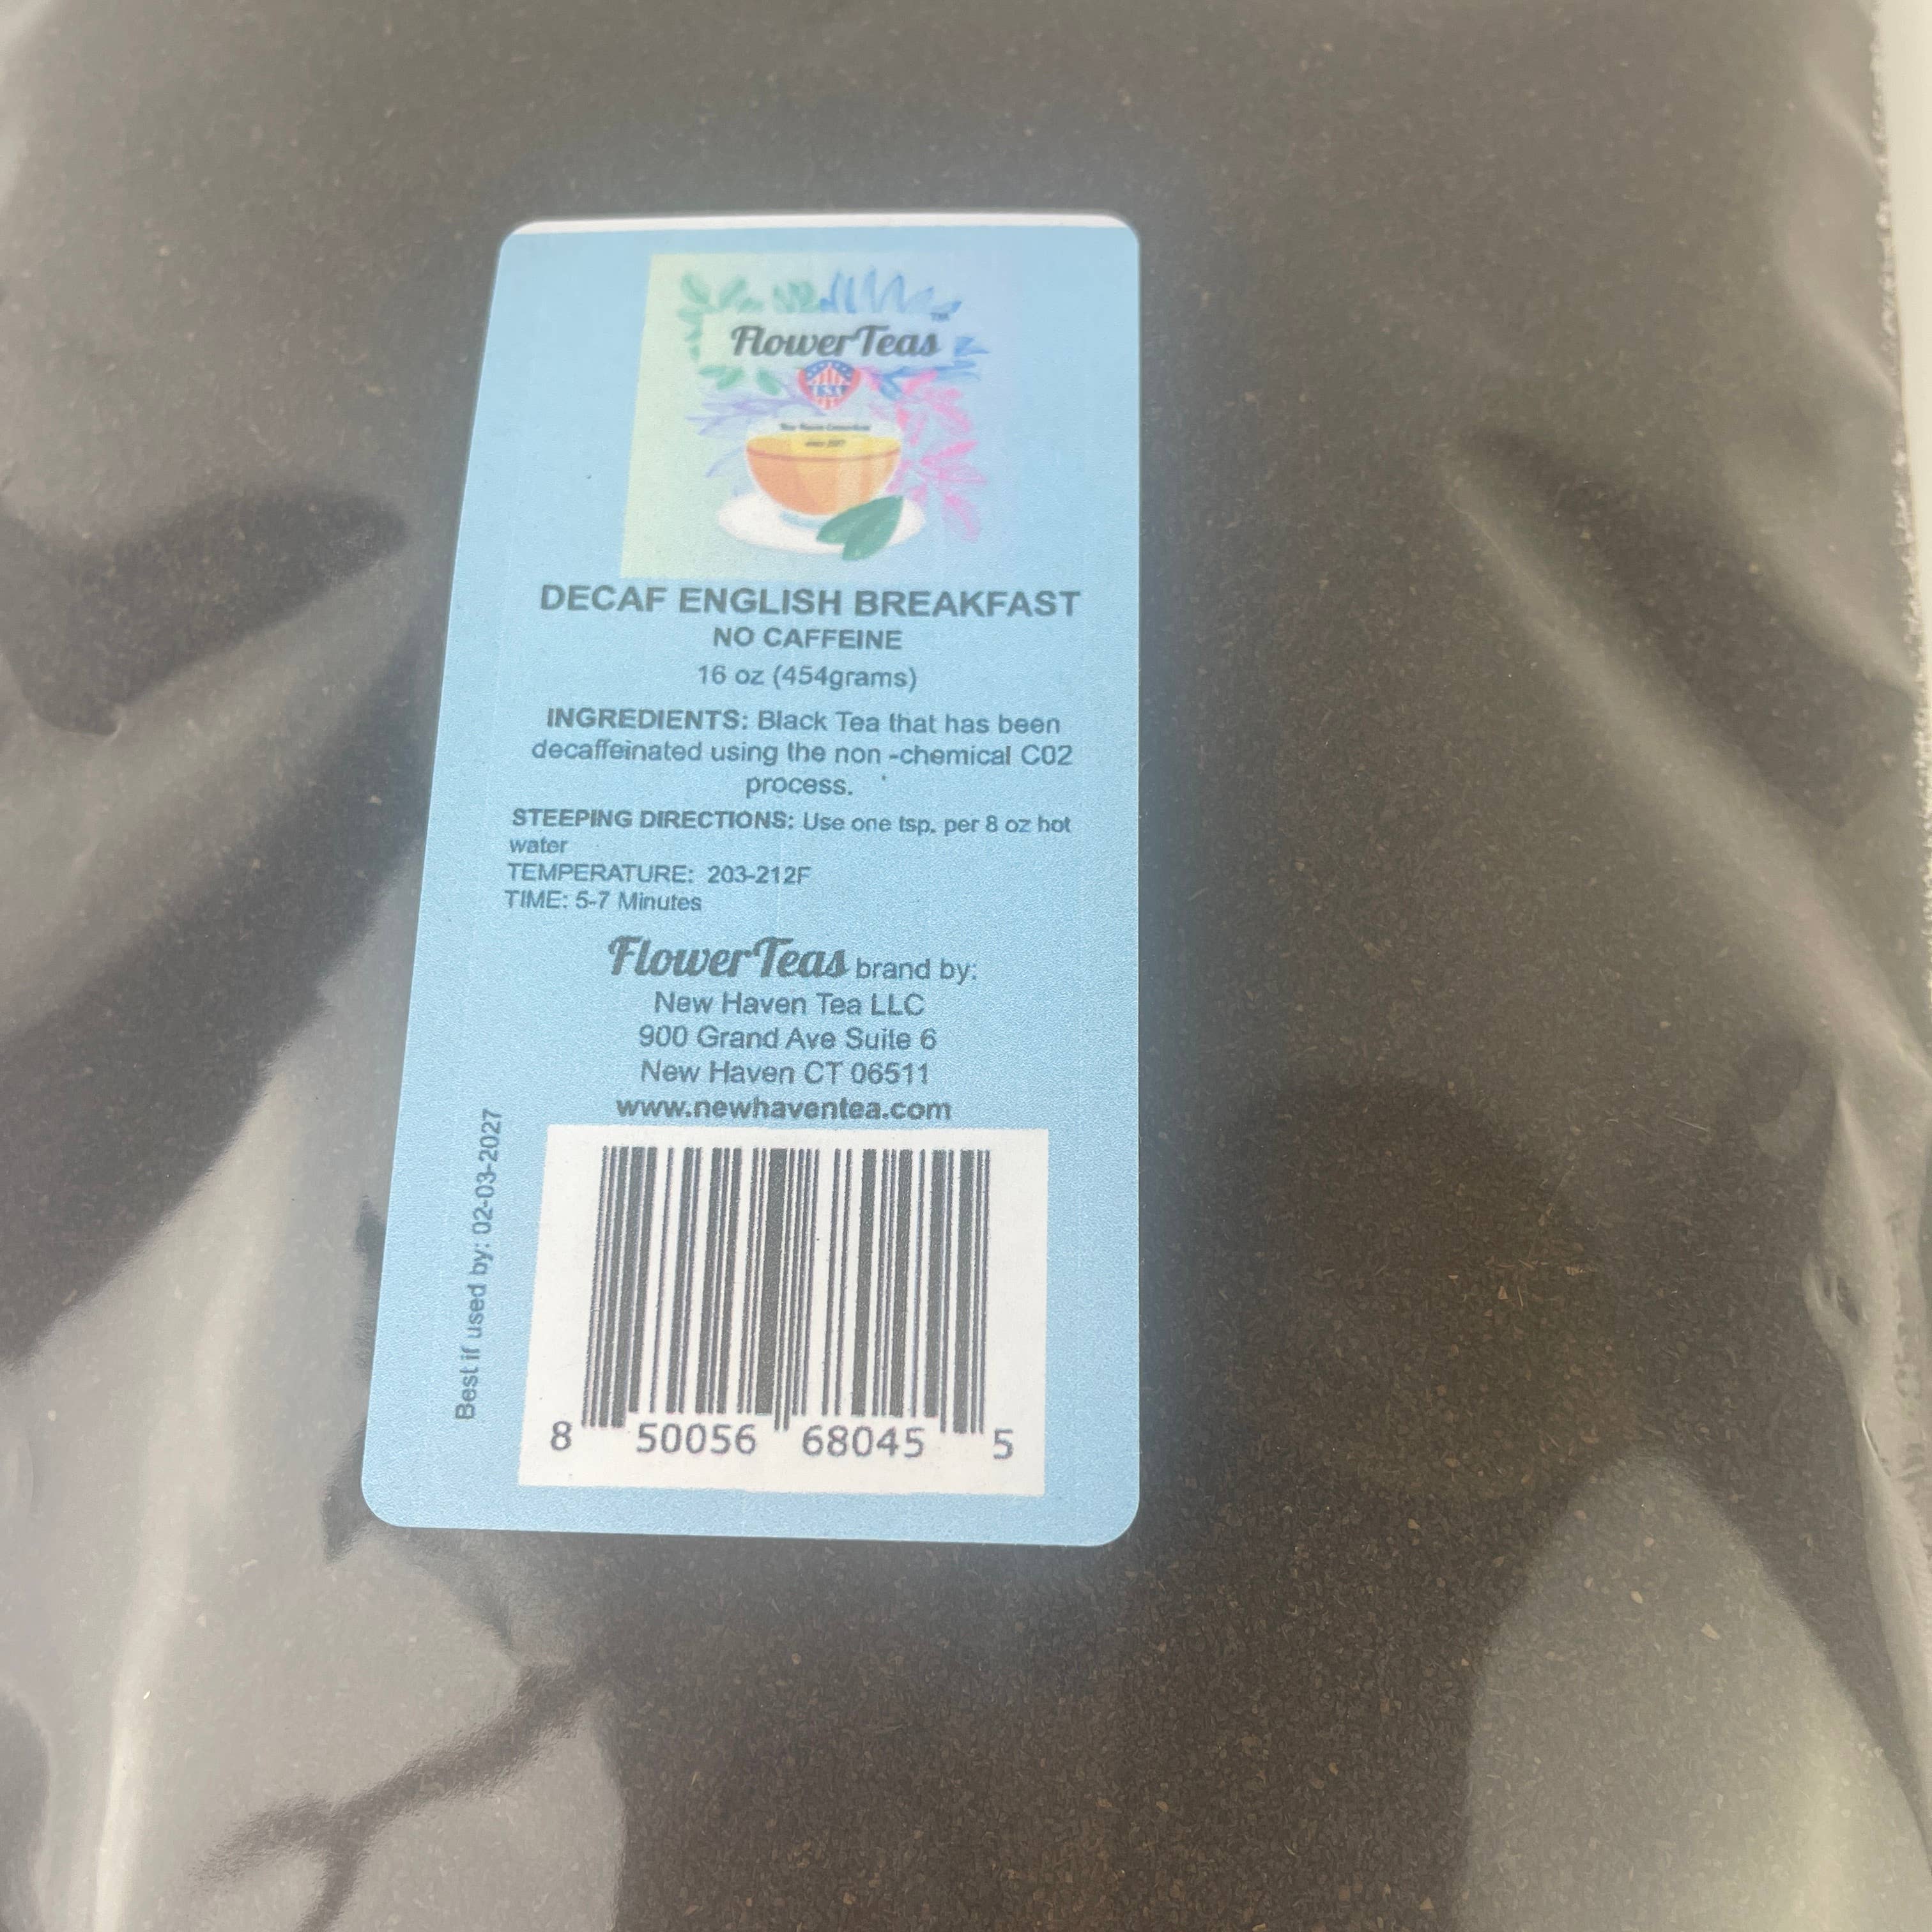 FlowerTeas™
USA
DECAF ENGLISH BREAKFAST
NO CAFFEINE
16 oz (454grams)
INGREDIENTS: Black Tea that has been
decaffeinated using the non -chemical C02
process.
STEEPING DIRECTIONS: Use one tsp. per 8 oz hot
water
TEMPERATURE: 203-212F
TIME: 5-7 Minutes
FlowerTeas brand by:
New Haven Tea LLC
900 Grand Ave Suite 6
New Haven CT 06511
www.newhaventea.com
Best if used by: 02-03-2027
8 50056 68045 5